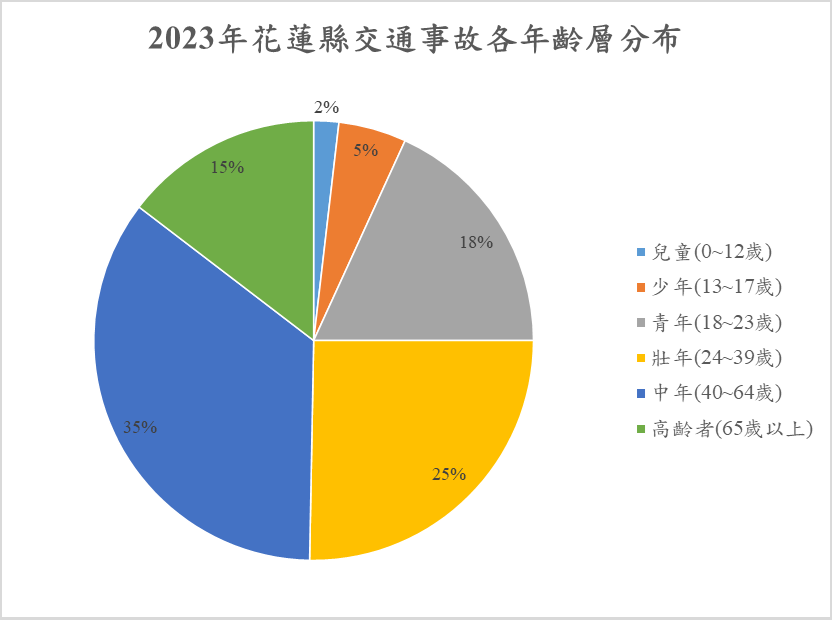 2023年花蓮縣交通事故各年齡層分布
2%
5%
15%
18%
35%
25%
兒童(0~12歲)
少年(13~17歲)
青年(18~23歲)
壯年(24~39歲)
中年(40~64歲)
高齡者(65歲以上)